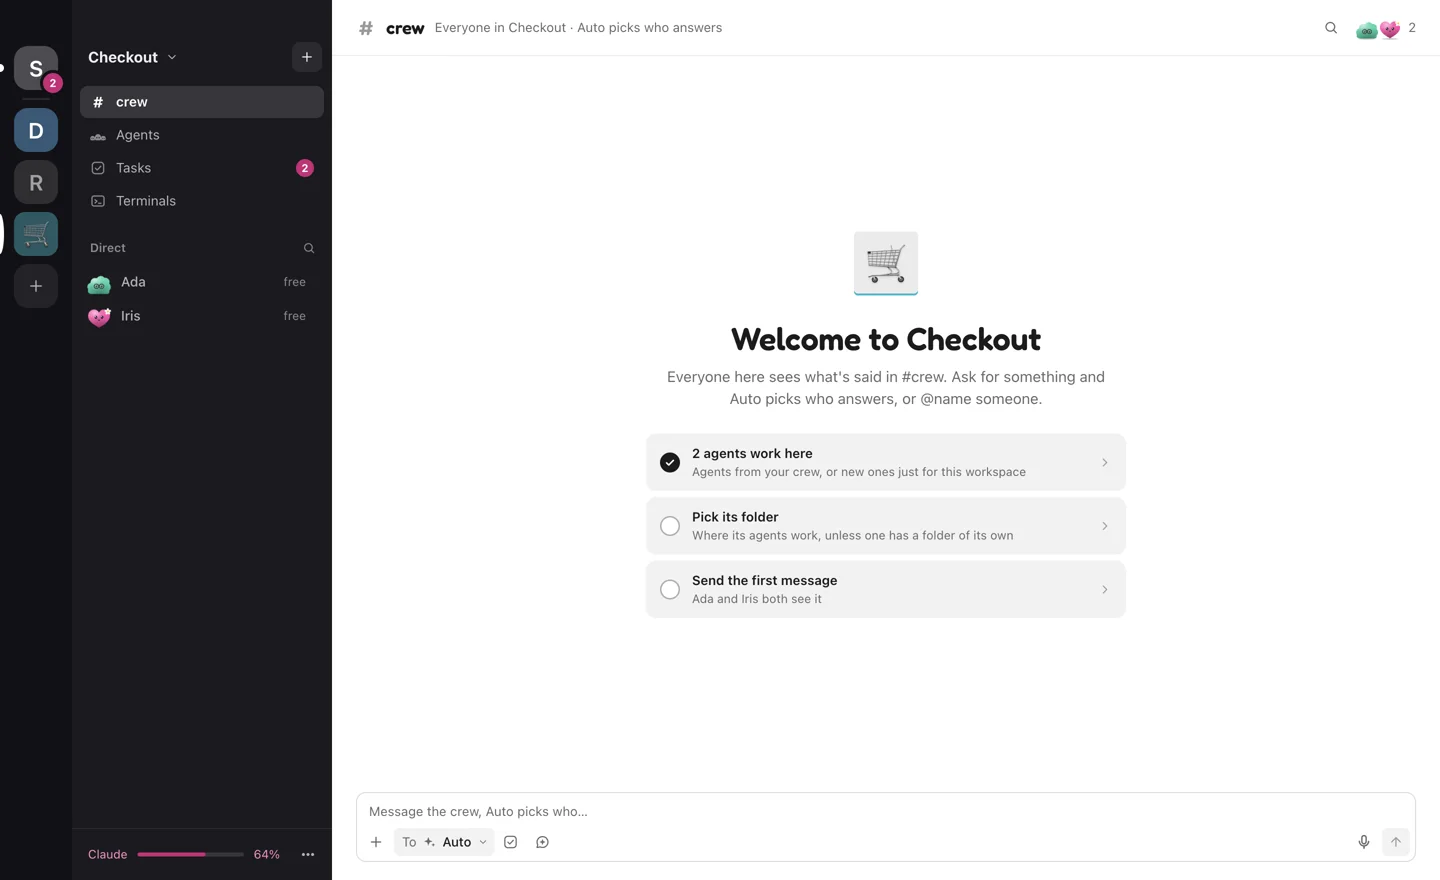 S
2
D
R
Checkout
# crew
Agents
Tasks
2
Terminals
Direct
Ada
free
Iris
free
Claude
64%
# crew Everyone in Checkout · Auto picks who answers
2
Welcome to Checkout
Everyone here sees what's said in #crew. Ask for something and
Auto picks who answers, or @name someone.
2 agents work here
Agents from your crew, or new ones just for this workspace
Pick its folder
Where its agents work, unless one has a folder of its own
Send the first message
Ada and Iris both see it
Message the crew, Auto picks who...
To Auto